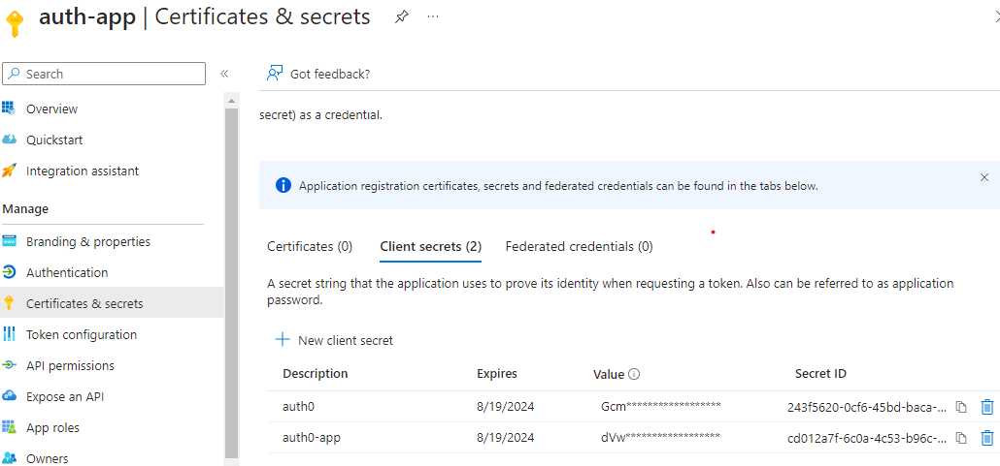 auth-app | Certificates & secrets
Search
Got feedback?
Overview
Quickstart
Integration assistant
Manage
Branding & properties
Authentication
Certificates & secrets
Token configuration
API permissions
Expose an API
App roles
Owners
secret) as a credential.
Application registration certificates, secrets and federated credentials can be found in the tabs below.
Certificates (0) Client secrets (2) Federated credentials (0)
A secret string that the application uses to prove its identity when requesting a token. Also can be referred to as application
password.
New client secret
Description Expires Value Secret ID
auth0 8/19/2024 Gcm****************** 243f5620-0cf6-45bd-baca-...
auth0-app 8/19/2024 dVw****************** cd012a7f-6c0a-4c53-b96c-...